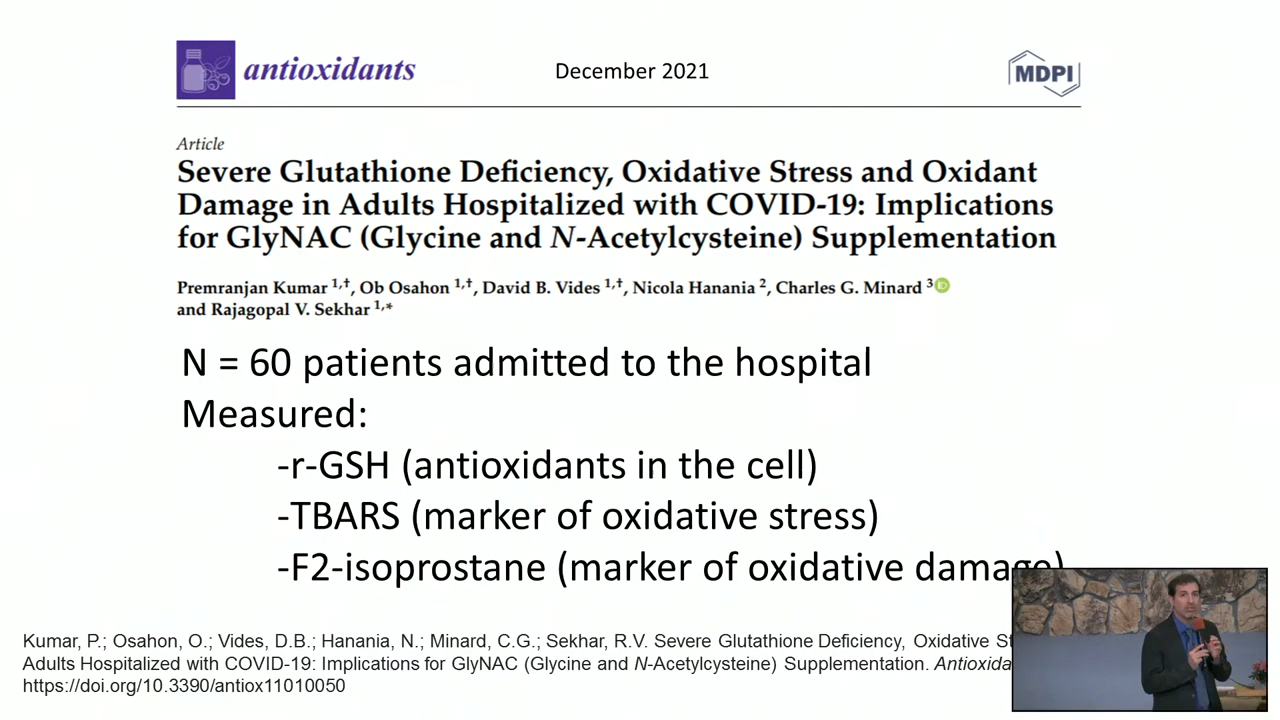 antioxidants
December 2021
MDPI
Article
Severe Glutathione Deficiency, Oxidative Stress and Oxidant
Damage in Adults Hospitalized with COVID-19: Implications
for GlyNAC (Glycine and N-Acetylcysteine) Supplementation
Premranjan Kumar 1,†, Ob Osahon 1,†, David B. Vides 1,†, Nicola Hanania 2, Charles G. Minard 3 iD
and Rajagopal V. Sekhar 1,*
N = 60 patients admitted to the hospital
Measured:
-r-GSH (antioxidants in the cell)
-TBARS (marker of oxidative stress)
-F2-isoprostane (marker of oxidative damage)
Kumar, P.; Osahon, O.; Vides, D.B.; Hanania, N.; Minard, C.G.; Sekhar, R.V. Severe Glutathione Deficiency, Oxidative
Adults Hospitalized with COVID-19: Implications for GlyNAC (Glycine and N-Acetylcysteine) Supplementation.
https://doi.org/10.3390/antiox11010050